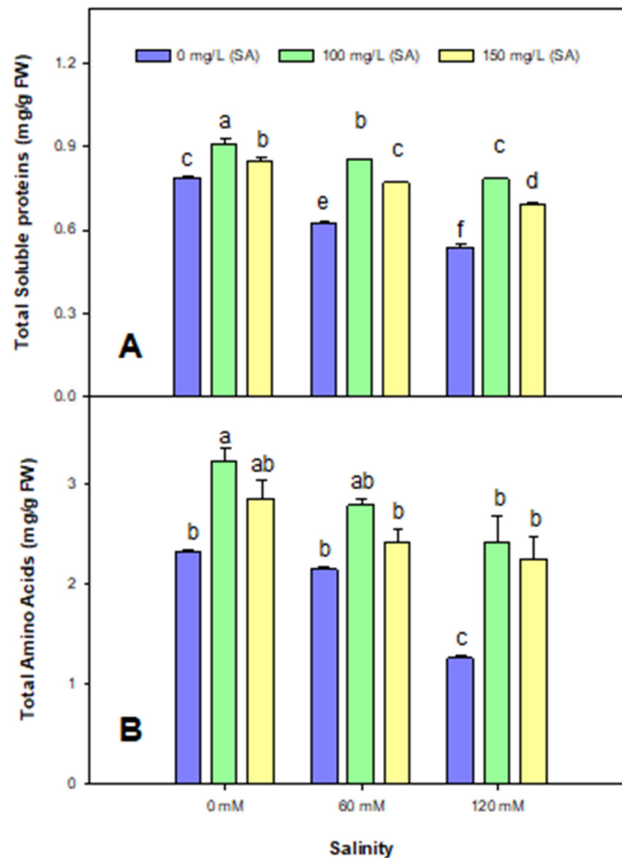 0 mg/L (SA) 100 mg/L (SA) 150 mg/L (SA)
Total Soluble proteins (mg/g FW)
1.2
0.9
0.6
0.3
0.0
c a b e b c f c d
A
Total Amino Acids (mg/g FW)
3
2
1
0
b a ab b ab b c b b
B
0 mM 60 mM 120 mM
Salinity